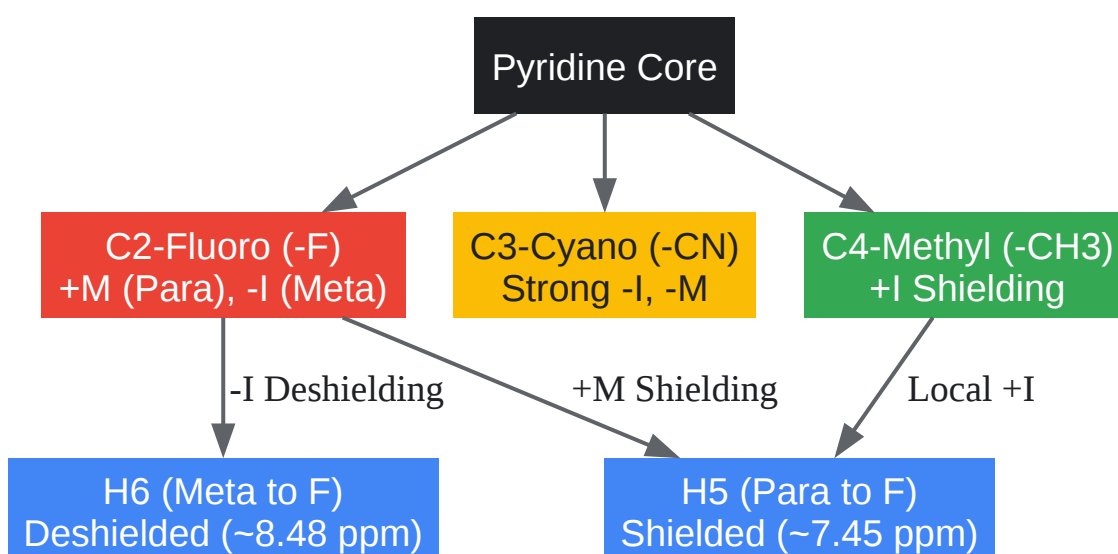 Pyridine Core
C2-Fluoro (-F)
+M (Para), -I (Meta)
C3-Cyano (-CN)
Strong -I, -M
C4-Methyl (-CH3)
+I Shielding
-I Deshielding
+M Shielding
Local +I
H6 (Meta to F)
Deshielded (~8.48 ppm)
H5 (Para to F)
Shielded (~7.45 ppm)